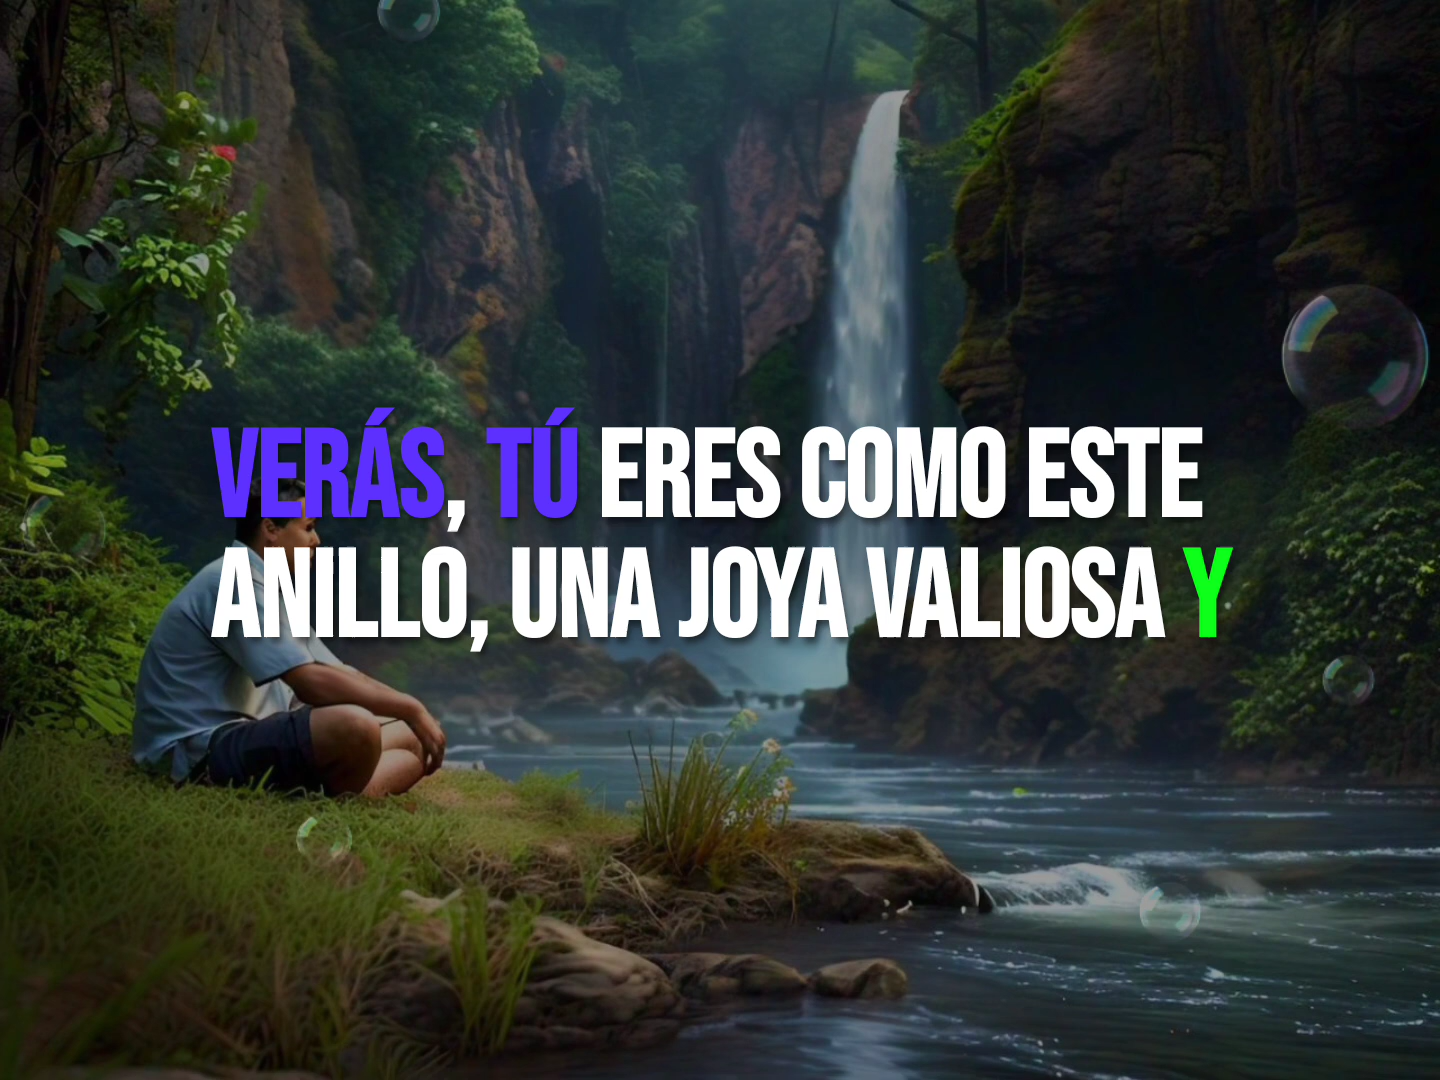 VERÁS, TÚ ERES COMO ESTE
ANILLO, UNA JOYA VALIOSA Y